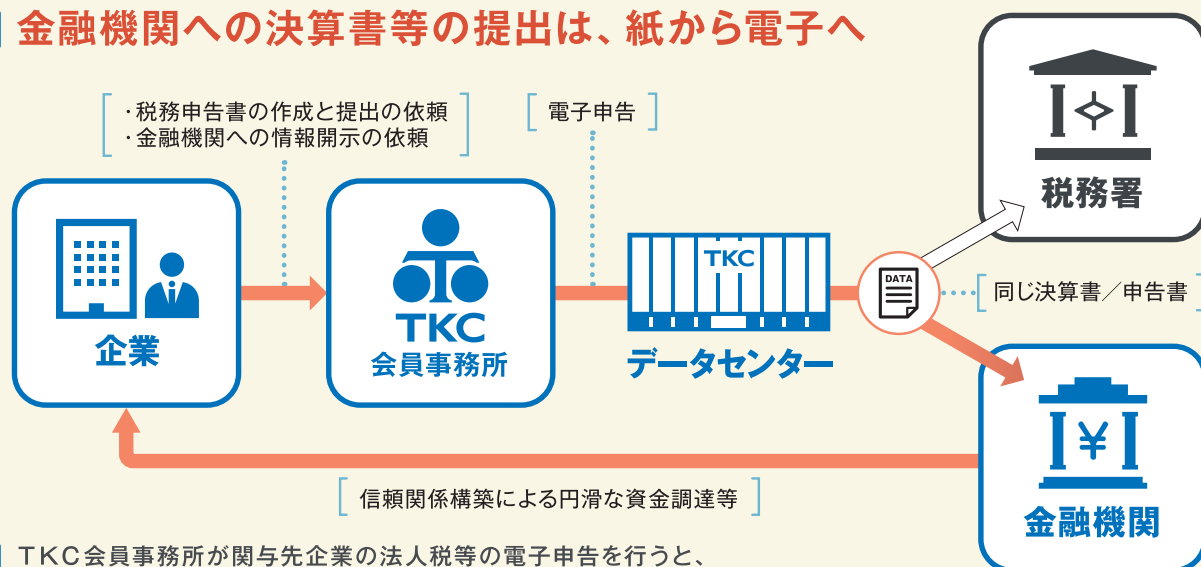 金融機関への決算書等の提出は、紙から電子へ
・税務申告書の作成と提出の依頼
・金融機関への情報開示の依頼
電子申告
税務署
企業
TKC
会員事務所
TKC
データセンター
DATA
同じ決算書／申告書
¥
金融機関
信頼関係構築による円滑な資金調達等
TKC会員事務所が関与先企業の法人税等の電子申告を行うと、